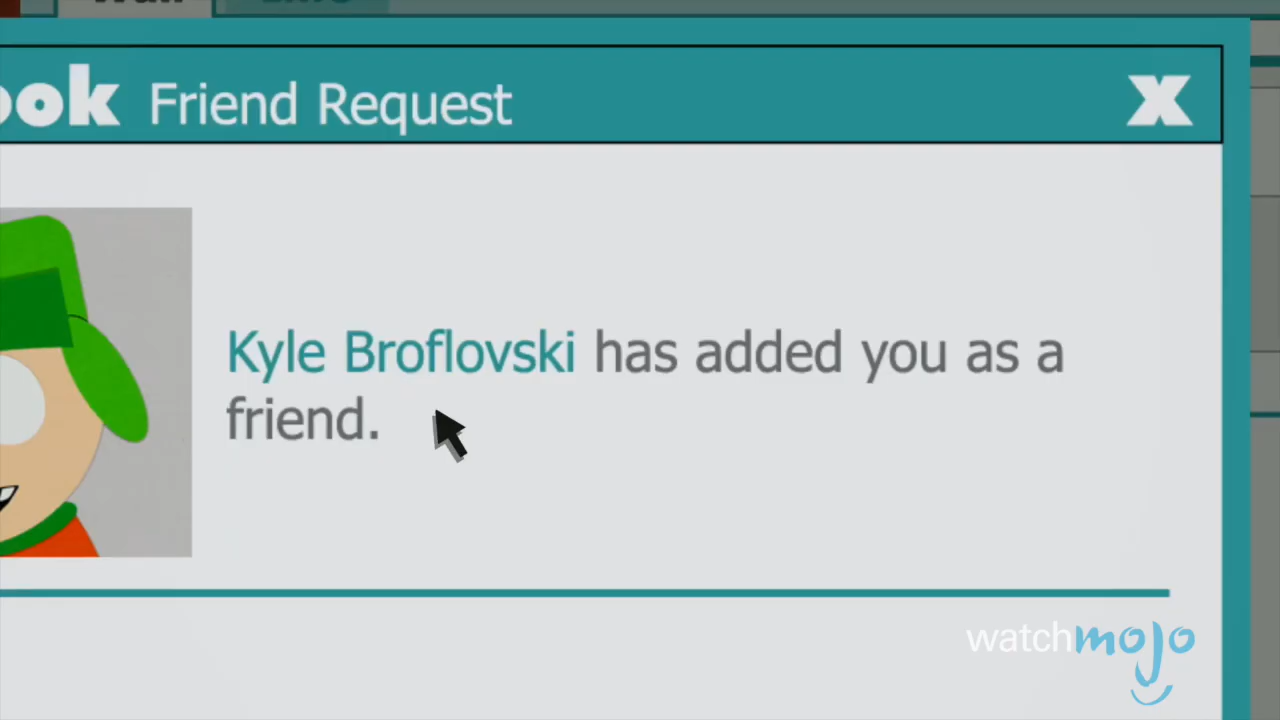 ook Friend Request X
Kyle Broflovski has added you as a
friend.
watchmojo